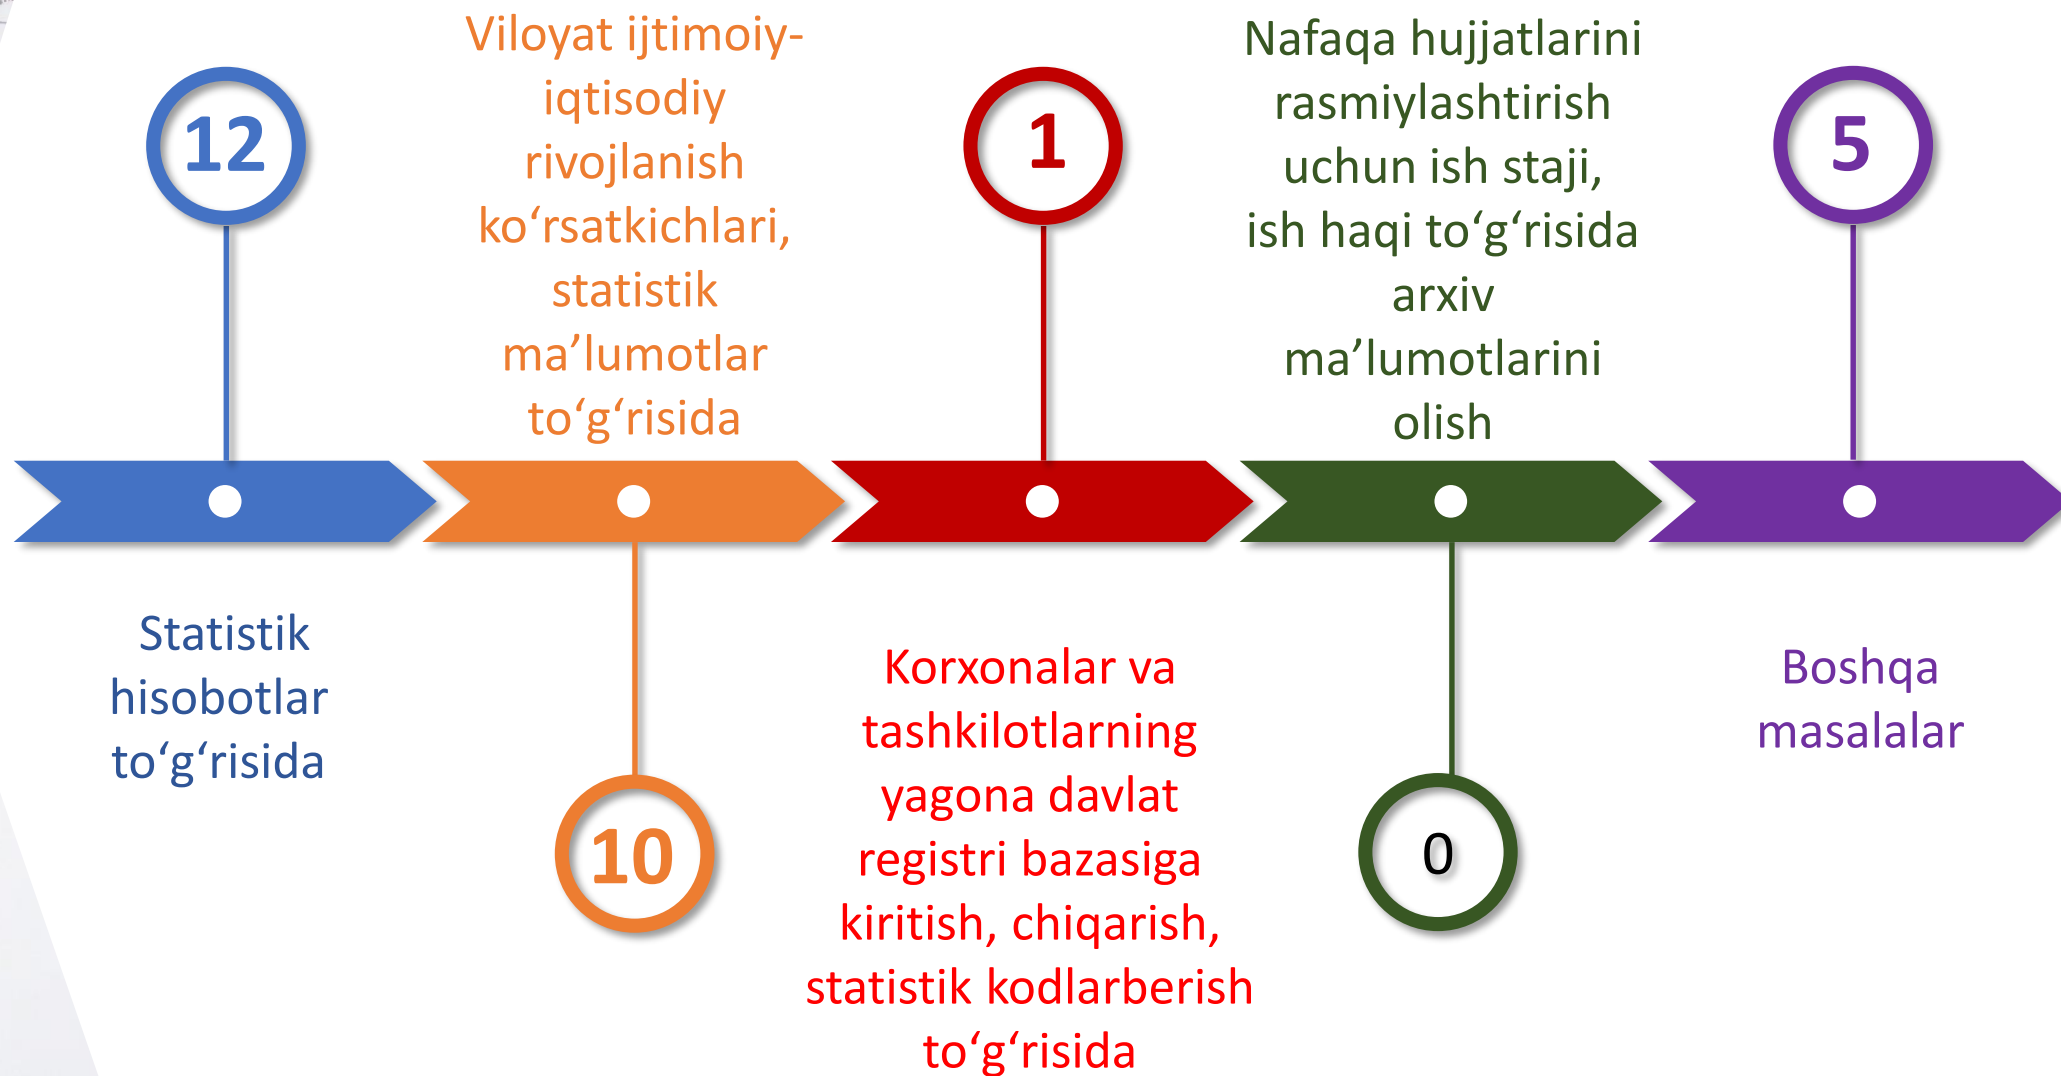 12
Statistik
hisobotlar
to‘g‘risida
Viloyat ijtimoiy-
iqtisodiy
rivojlanish
ko‘rsatkichlari,
statistik
ma’lumotlar
to‘g‘risida
10
1
Korxonalar va
tashkilotlarning
yagona davlat
registri bazasiga
kiritish, chiqarish,
statistik kodlarberish
to‘g‘risida
Nafaqa hujjatlarini
rasmiylashtirish
uchun ish staji,
ish haqi to‘g‘risida
arxiv
ma’lumotlarini
olish
0
5
Boshqa
masalalar